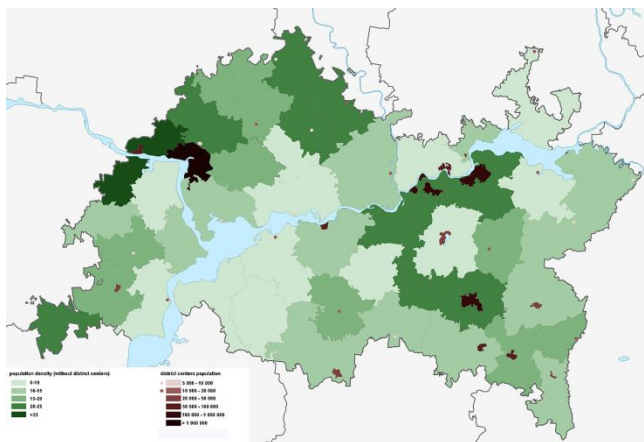 population density (without district centers)
0-10
10-15
15-20
20-25
>25
district centers population
5 000 - 10 000
10 000 - 20 000
20 000 - 50 000
50 000 - 100 000
100 000 - 1 000 000
> 1 000 000